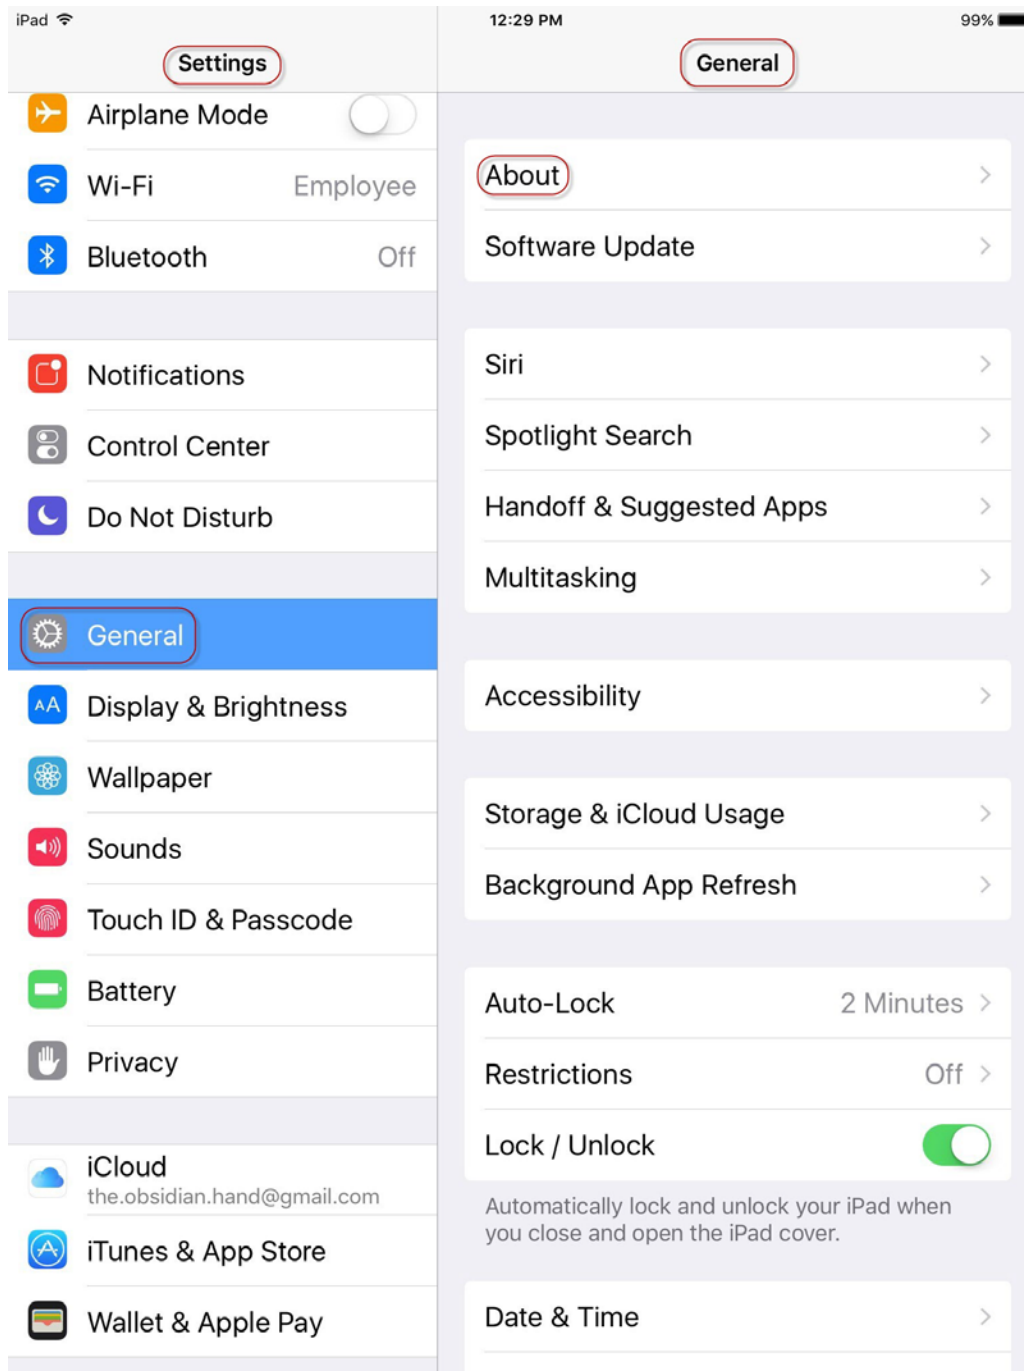 iPad
12:29 PM
99%
Settings
Airplane Mode
Wi-Fi
Employee
Bluetooth
Off
Notifications
Control Center
Do Not Disturb
General
AA
Display & Brightness
Wallpaper
Sounds
Touch ID & Passcode
Battery
Privacy
iCloud
the.obsidian.hand@gmail.com
iTunes & App Store
Wallet & Apple Pay
General
About
Software Update
Siri
Spotlight Search
Handoff & Suggested Apps
Multitasking
Accessibility
Storage & iCloud Usage
Background App Refresh
Auto-Lock
2 Minutes
Restrictions
Off
Lock / Unlock
Automatically lock and unlock your iPad when
you close and open the iPad cover.
Date & Time